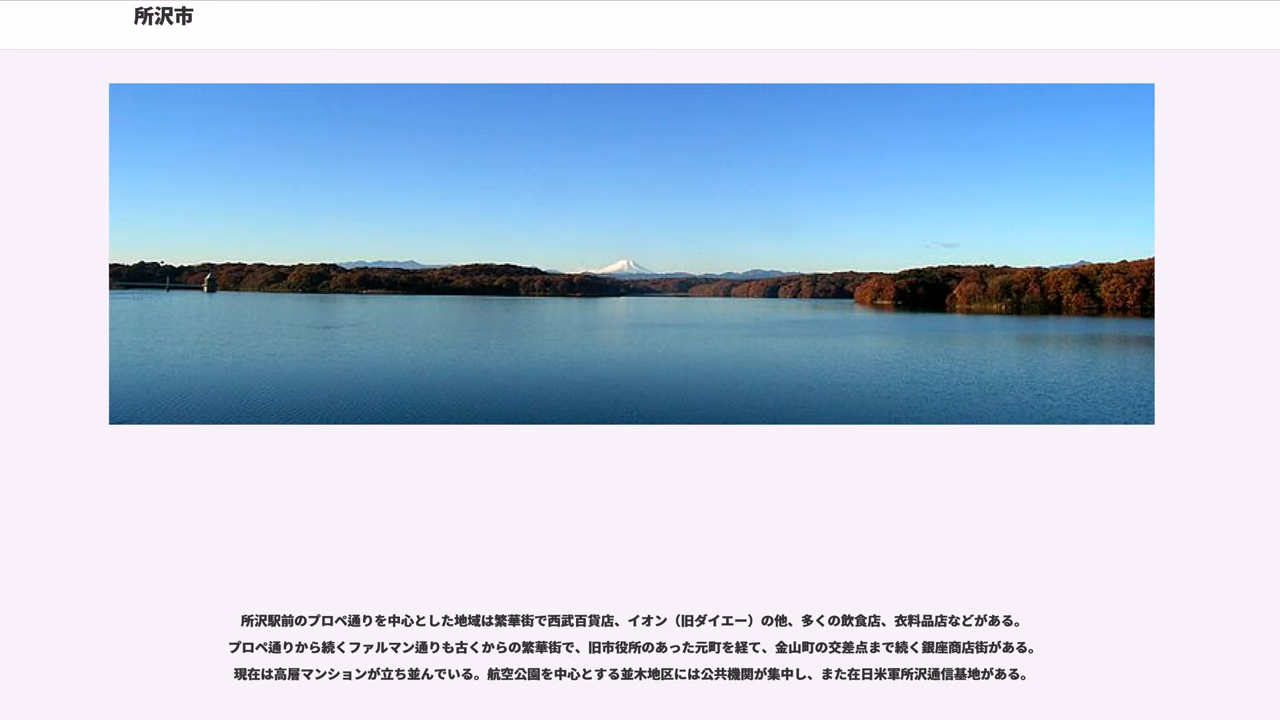 所沢市
所沢駅前のプロペ通りを中心とした地域は繁華街で西武百貨店、イオン（旧ダイエー）の他、多くの飲食店、衣料品店などがある。
プロペ通りから続くファルマン通りも古くからの繁華街で、旧市役所のあった元町を経て、金山町の交差点まで続く銀座商店街がある。
現在は高層マンションが立ち並んでいる。航空公園を中心とする並木地区には公共機関が集中し、また在日米軍所沢通信基地がある。